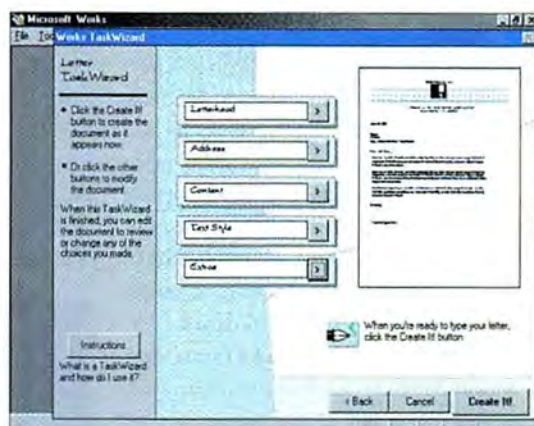 Microsoft Works
File
Works TaskWizard
Letter
TaskWizard
• Click the Create It!
button to create the
document as it
appears now.
• Or click the other
buttons to modify
the document.
When this TaskWizard
is finished, you can edit
the document to review
or change any of the
choices you made.
Instructions
What is a TaskWizard
and how do I use it?
Letterhead
Address
Content
Text Style
Extras
When you're ready to type your letter,
click the Create It! button.
< Back
Cancel
Create It!